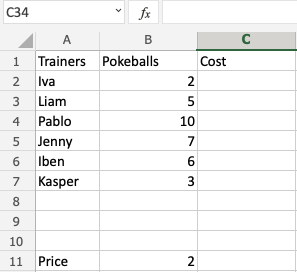 C34 fx
A B C
1 Trainers Pokeballs Cost
2 Iva 2
3 Liam 5
4 Pablo 10
5 Jenny 7
6 Iben 6
7 Kasper 3
8
9
10
11 Price 2